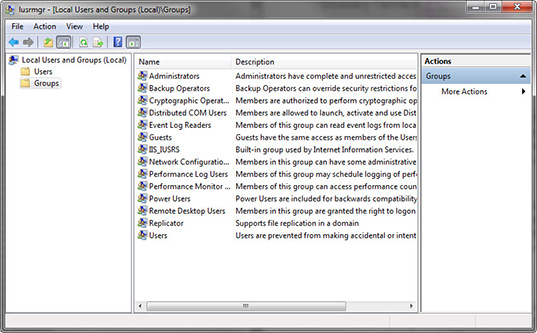 lusrmgr - [Local Users and Groups (Local)\Groups]
File Action View Help
Local Users and Groups (Local)
Users
Groups
Name Description
Administrators Administrators have complete and unrestricted acces
Backup Operators Backup Operators can override security restrictions fo
Cryptographic Operat... Members are authorized to perform cryptographic op
Distributed COM Users Members are allowed to launch, activate and use Dist
Event Log Readers Members of this group can read event logs from loca
Guests Guests have the same access as members of the Users
IIS_IUSRS Built-in group used by Internet Information Services.
Network Configuratio... Members in this group can have some administrative
Performance Log Users Members of this group may schedule logging of perf
Performance Monitor ... Members of this group can access performance coun
Power Users Power Users are included for backwards compatibility
Remote Desktop Users Members in this group are granted the right to logon
Replicator Supports file replication in a domain
Users Users are prevented from making accidental or intent
Actions
Groups
More Actions